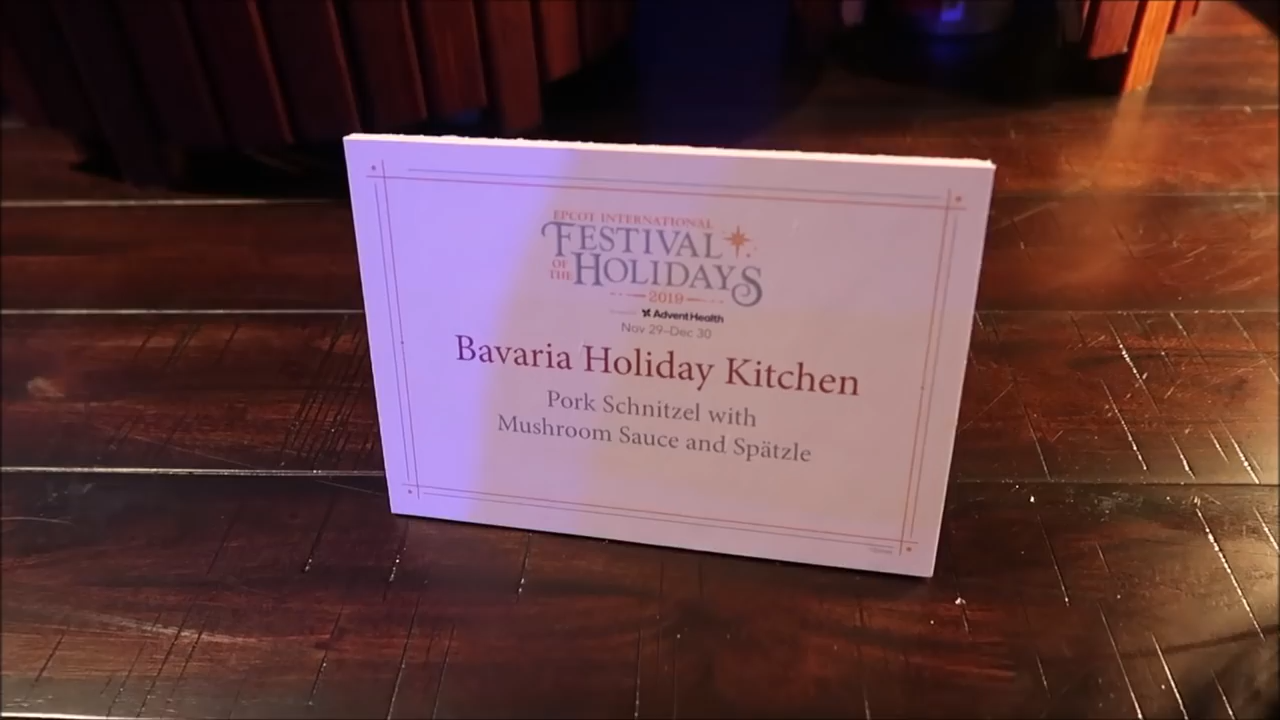 EPCOT INTERNATIONAL
FESTIVAL
OF THE HOLIDAYS
2019
AdventHealth
Nov 29–Dec 30
Bavaria Holiday Kitchen
Pork Schnitzel with
Mushroom Sauce and Spätzle